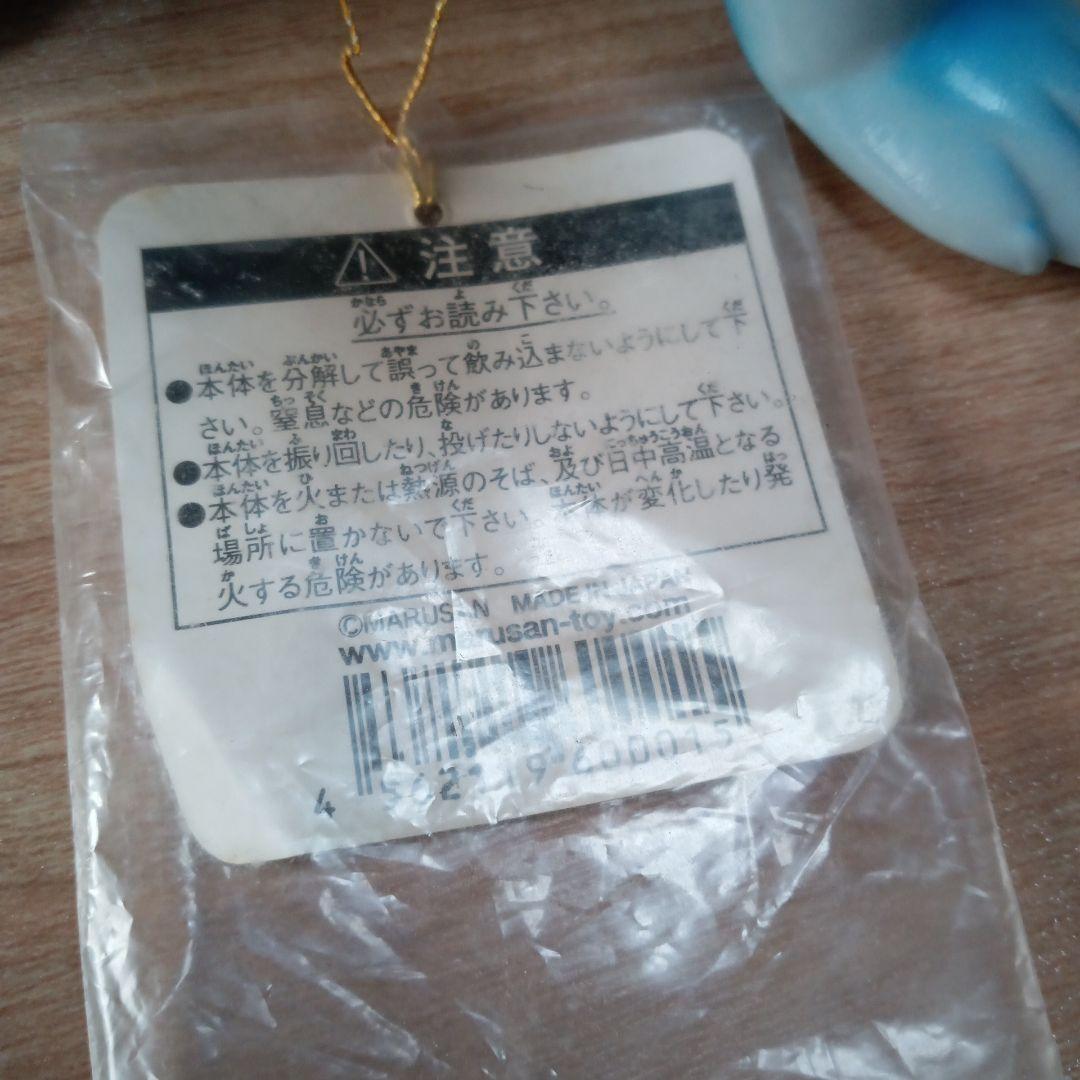 注意
必ずお読み下さい。
●本体を分解して誤って飲み込まないようにして下
さい。窒息などの危険があります。
●本体を振り回したり、投げたりしないようにして下さい。
●本体を火または熱源のそば、及び日中高温となる
場所に置かないで下さい。本体が変化したり発
火する危険があります。
©MARUSAN MADE IN JAPAN
www.marusan-toy.com
4